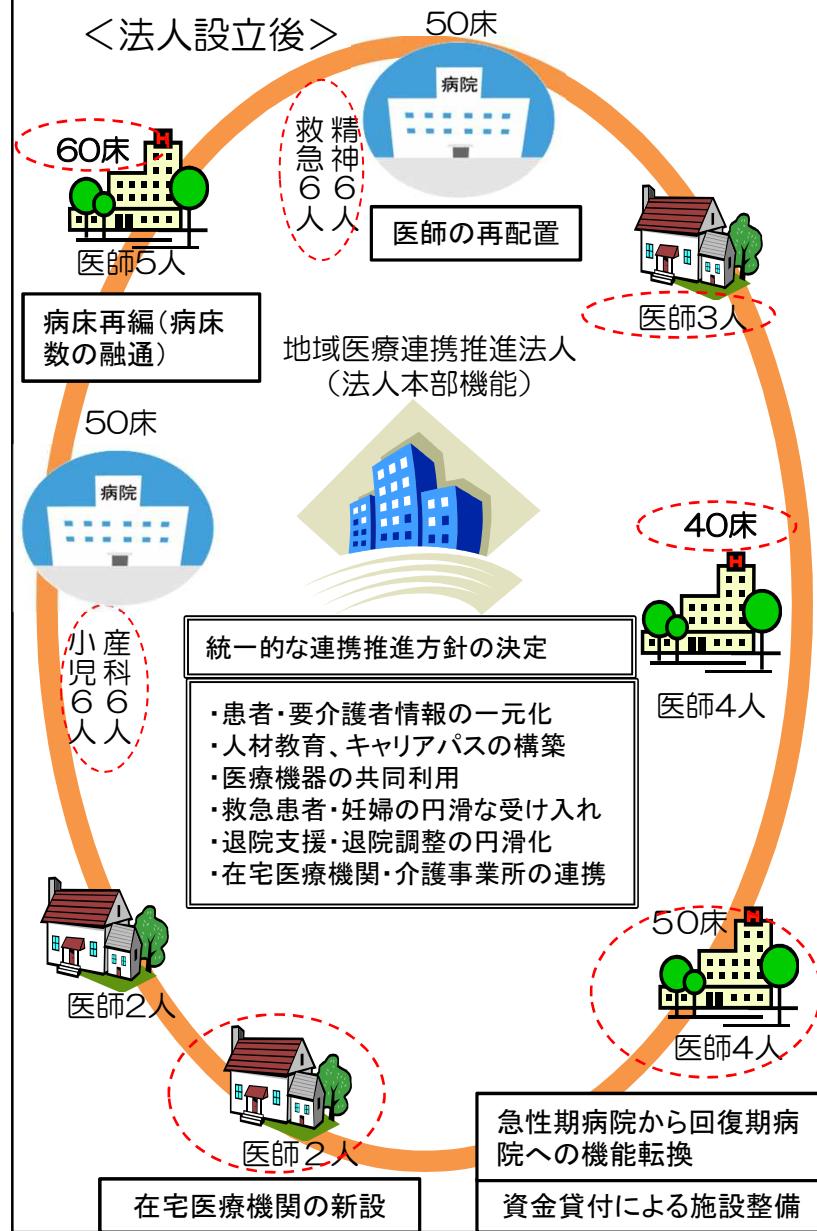 <法人設立後>
50床
病院
精神6人
救急6人
医師の再配置
60床
H
医師5人
病床再編(病床
数の融通)
医師3人
地域医療連携推進法人
(法人本部機能)
50床
病院
産科6人
小児6人
40床
H
医師4人
統一的な連携推進方針の決定
・患者・要介護者情報の一元化
・人材教育、キャリアパスの構築
・医療機器の共同利用
・救急患者・妊婦の円滑な受け入れ
・退院支援・退院調整の円滑化
・在宅医療機関・介護事業所の連携
50床
H
医師4人
医師2人
医師2人
急性期病院から回復期病
院への機能転換
在宅医療機関の新設
資金貸付による施設整備